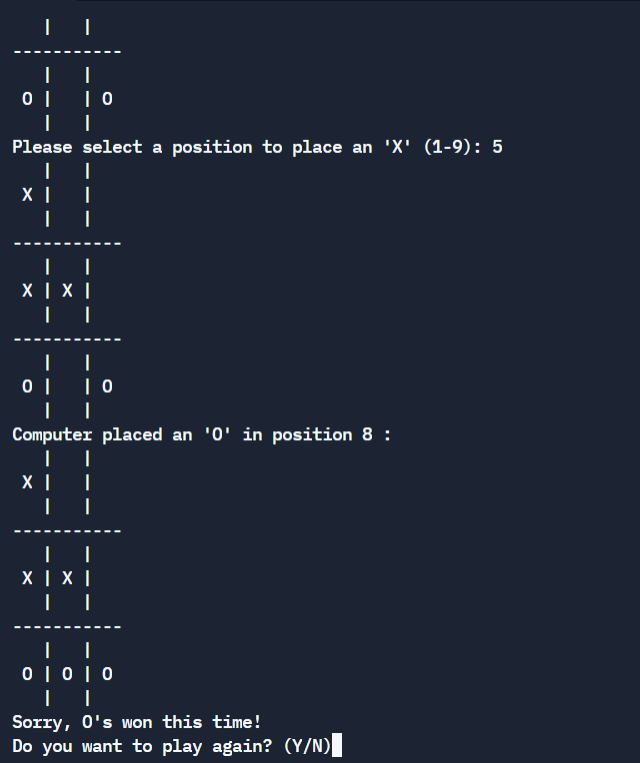 |   |
-----------
   |   |
 O |   | O
   |   |
Please select a position to place an 'X' (1-9): 5
   |   |
 X |   |
   |   |
-----------
   |   |
 X | X |
   |   |
-----------
   |   |
 O |   | O
   |   |
Computer placed an 'O' in position 8 :
   |   |
 X |   |
   |   |
-----------
   |   |
 X | X |
   |   |
-----------
   |   |
 O | O | O
   |   |
Sorry, O's won this time!
Do you want to play again? (Y/N)